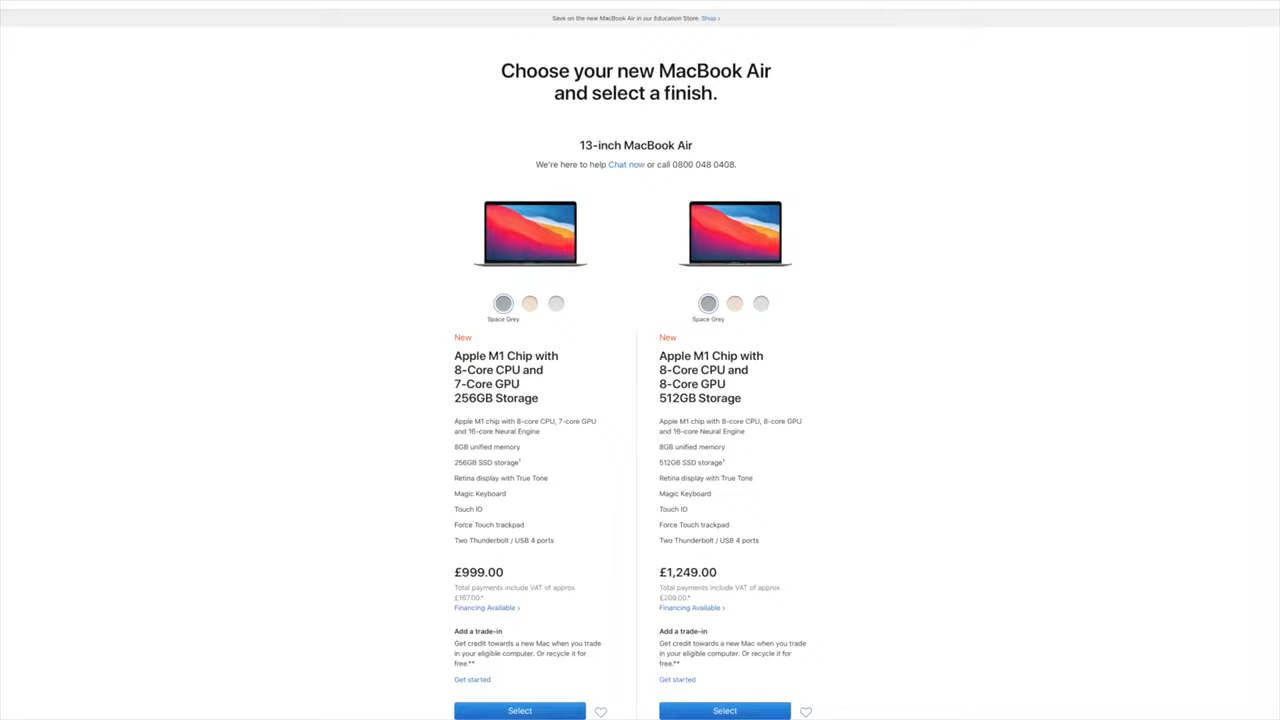 Save on the new MacBook Air in our Education Store. Shop ›
Choose your new MacBook Air
and select a finish.
13-inch MacBook Air
We're here to help Chat now or call 0800 048 0408.
Space Grey
New
Apple M1 Chip with
8-Core CPU and
7-Core GPU
256GB Storage
Apple M1 chip with 8-core CPU, 7-core GPU
and 16-core Neural Engine
8GB unified memory
256GB SSD storage¹
Retina display with True Tone
Magic Keyboard
Touch ID
Force Touch trackpad
Two Thunderbolt / USB 4 ports
£999.00
Total payments include VAT of approx.
£167.00.*
Financing Available ›
Add a trade-in
Get credit towards a new Mac when you trade
in your eligible computer. Or recycle it for
free.**
Get started
Select
Space Grey
New
Apple M1 Chip with
8-Core CPU and
8-Core GPU
512GB Storage
Apple M1 chip with 8-core CPU, 8-core GPU
and 16-core Neural Engine
8GB unified memory
512GB SSD storage¹
Retina display with True Tone
Magic Keyboard
Touch ID
Force Touch trackpad
Two Thunderbolt / USB 4 ports
£1,249.00
Total payments include VAT of approx.
£209.00.*
Financing Available ›
Add a trade-in
Get credit towards a new Mac when you trade
in your eligible computer. Or recycle it for
free.**
Get started
Select